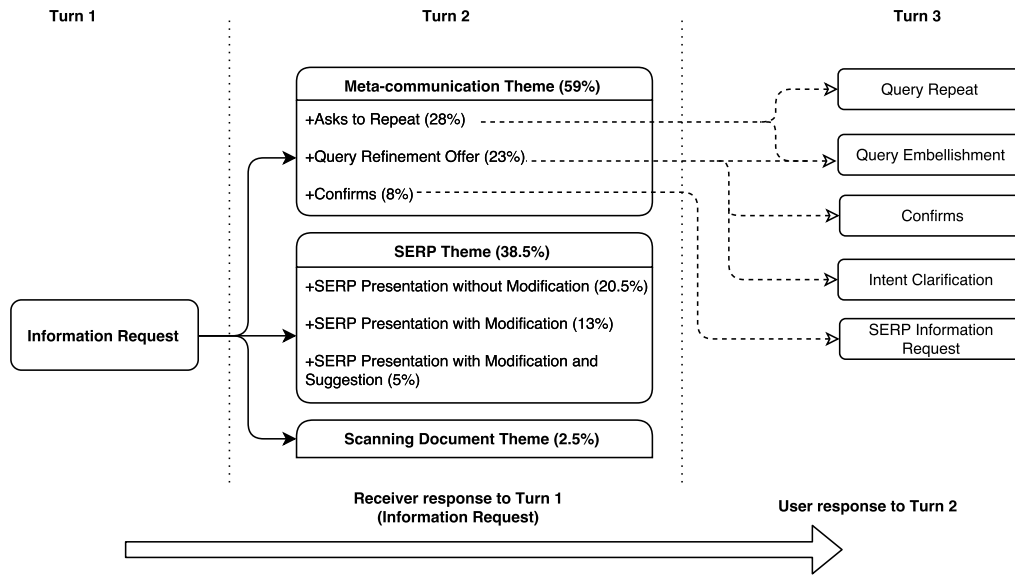 Turn 1
Turn 2
Turn 3
Information Request
Meta-communication Theme (59%)
+Asks to Repeat (28%)
+Query Refinement Offer (23%)
+Confirms (8%)
SERP Theme (38.5%)
+SERP Presentation without Modification (20.5%)
+SERP Presentation with Modification (13%)
+SERP Presentation with Modification and
Suggestion (5%)
Scanning Document Theme (2.5%)
Query Repeat
Query Embellishment
Confirms
Intent Clarification
SERP Information
Request
Receiver response to Turn 1
(Information Request)
User response to Turn 2